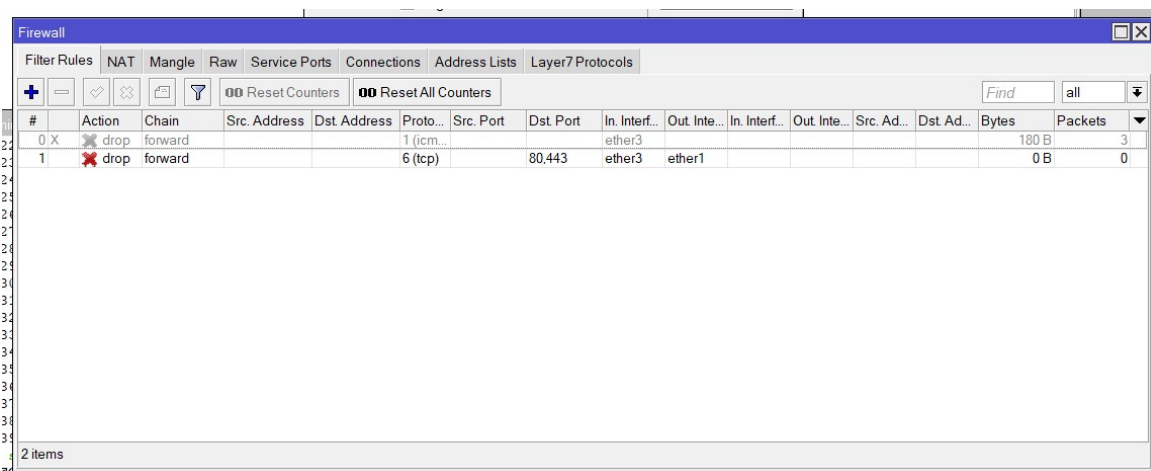 Firewall
Filter Rules NAT Mangle Raw Service Ports Connections Address Lists Layer7 Protocols
00 Reset Counters 00 Reset All Counters Find all
# Action Chain Src. Address Dst. Address Proto... Src. Port Dst. Port In. Interf... Out. Inte... In. Interf... Out. Inte... Src. Ad... Dst. Ad... Bytes Packets
0 X drop forward 1 (icm... ether3 180 B 3
1 drop forward 6 (tcp) 80,443 ether3 ether1 0 B 0
2 items